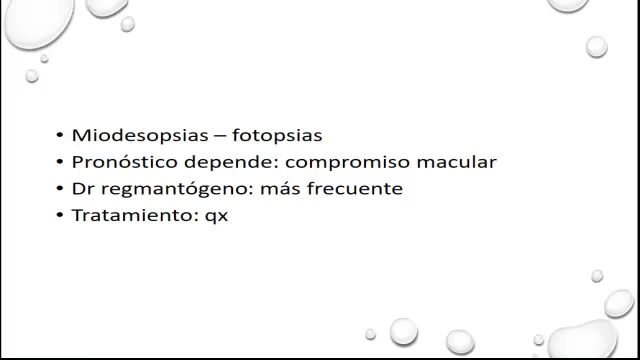 • Miodesopsias – fotopsias
• Pronóstico depende: compromiso macular
• Dr regmantógeno: más frecuente
• Tratamiento: qx